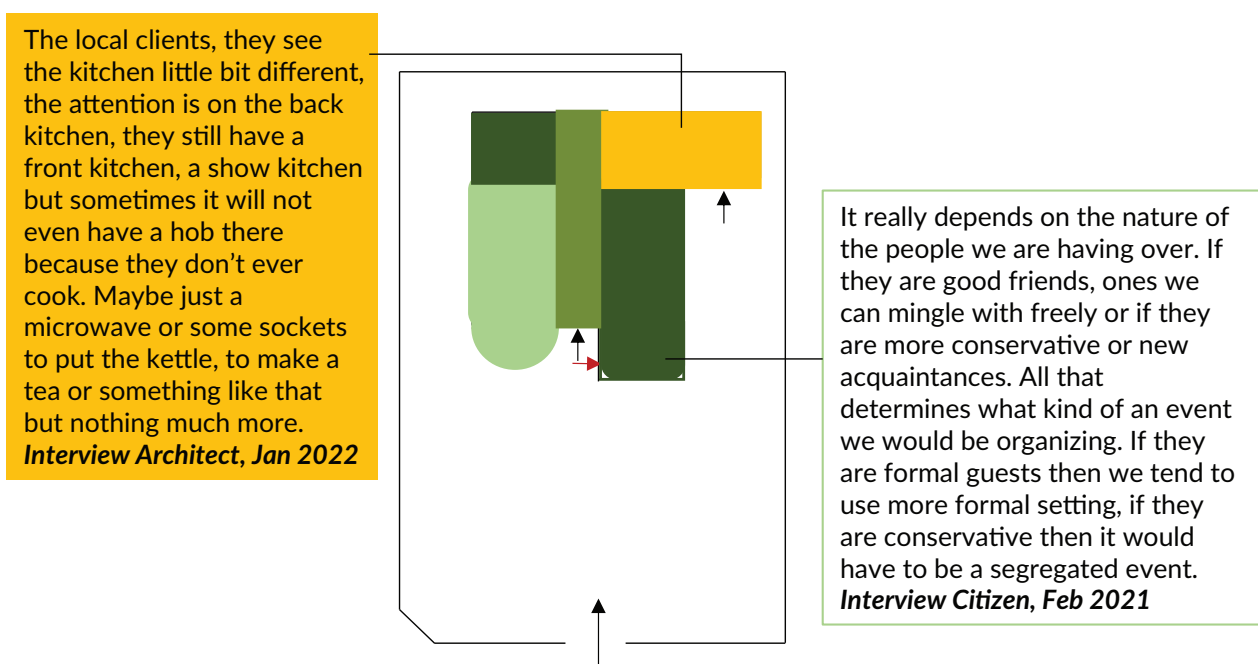 The local clients, they see
the kitchen little bit different,
the attention is on the back
kitchen, they still have a
front kitchen, a show kitchen
but sometimes it will not
even have a hob there
because they don’t ever
cook. Maybe just a
microwave or some sockets
to put the kettle, to make a
tea or something like that
but nothing much more.
Interview Architect, Jan 2022
It really depends on the nature of
the people we are having over. If
they are good friends, ones we
can mingle with freely or if they
are more conservative or new
acquaintances. All that
determines what kind of an event
we would be organizing. If they
are formal guests then we tend to
use more formal setting, if they
are conservative then it would
have to be a segregated event.
Interview Citizen, Feb 2021